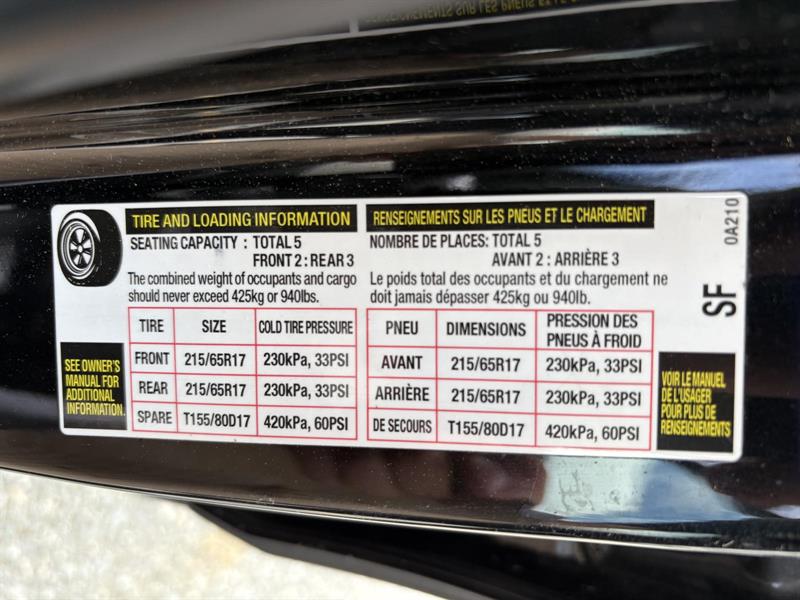 RENSEIGNEMENTS SUR LES PNEUS ET LE
TIRE AND LOADING INFORMATION
SEATING CAPACITY : TOTAL 5
FRONT 2 : REAR 3
The combined weight of occupants and cargo
should never exceed 425kg or 940lbs.
TIRE SIZE COLD TIRE PRESSURE
FRONT 215/65R17 230kPa, 33PSI
REAR 215/65R17 230kPa, 33PSI
SPARE T155/80D17 420kPa, 60PSI
SEE OWNER'S
MANUAL FOR
ADDITIONAL
INFORMATION.
RENSEIGNEMENTS SUR LES PNEUS ET LE CHARGEMENT
NOMBRE DE PLACES: TOTAL 5
AVANT 2 : ARRIÈRE 3
Le poids total des occupants et du chargement ne
doit jamais dépasser 425kg ou 940lb.
PNEU DIMENSIONS PRESSION DES
PNEUS À FROID
AVANT 215/65R17 230kPa, 33PSI
ARRIÈRE 215/65R17 230kPa, 33PSI
DE SECOURS T155/80D17 420kPa, 60PSI
VOIR LE MANUEL
DE L'USAGER
POUR PLUS DE
RENSEIGNEMENTS
SF
0A210